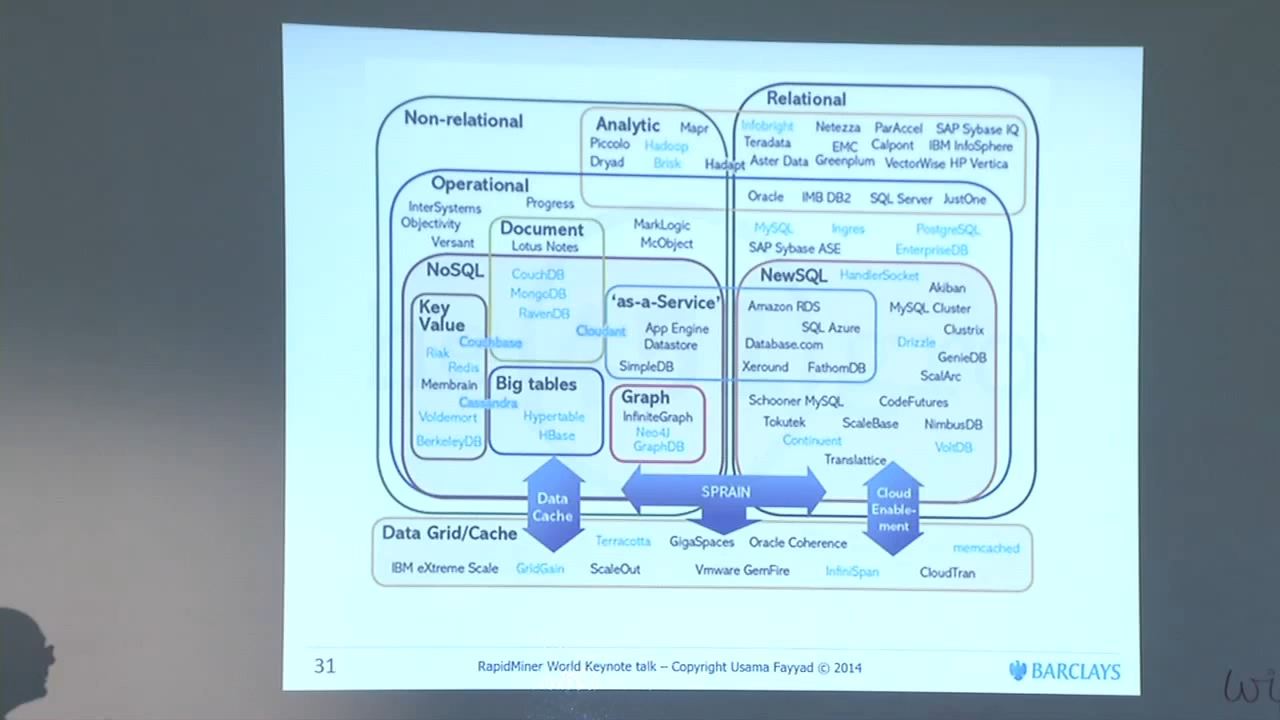 Relational
Non-relational
Analytic Mapr
Piccolo Hadoop
Dryad Brisk Hadapt
Infobright Netezza ParAccel SAP Sybase IQ
Teradata EMC Calpont IBM InfoSphere
Aster Data Greenplum VectorWise HP Vertica
Operational
Oracle IMB DB2 SQL Server JustOne
InterSystems Progress
Objectivity
Versant
Document
Lotus Notes
MarkLogic
McObject
MySQL Ingres PostgreSQL
SAP Sybase ASE EnterpriseDB
NoSQL
CouchDB
MongoDB
RavenDB
Cloudant
Key
Value
Couchbase
Riak
Redis
Membrain
Cassandra
Voldemort
BerkeleyDB
Big tables
Hypertable
HBase
'as-a-Service'
App Engine
Datastore
SimpleDB
Graph
InfiniteGraph
Neo4J
GraphDB
NewSQL HandlerSocket
Akiban
Amazon RDS MySQL Cluster
SQL Azure Clustrix
Database.com Drizzle
GenieDB
Xeround FathomDB ScalArc
Schooner MySQL CodeFutures
Tokutek ScaleBase NimbusDB
Continuent VoltDB
Translattice
Data
Cache
SPRAIN
Cloud
Enable-
ment
Data Grid/Cache Terracotta GigaSpaces Oracle Coherence memcached
IBM eXtreme Scale GridGain ScaleOut Vmware GemFire InfiniSpan CloudTran
31 RapidMiner World Keynote talk – Copyright Usama Fayyad © 2014 BARCLAYS